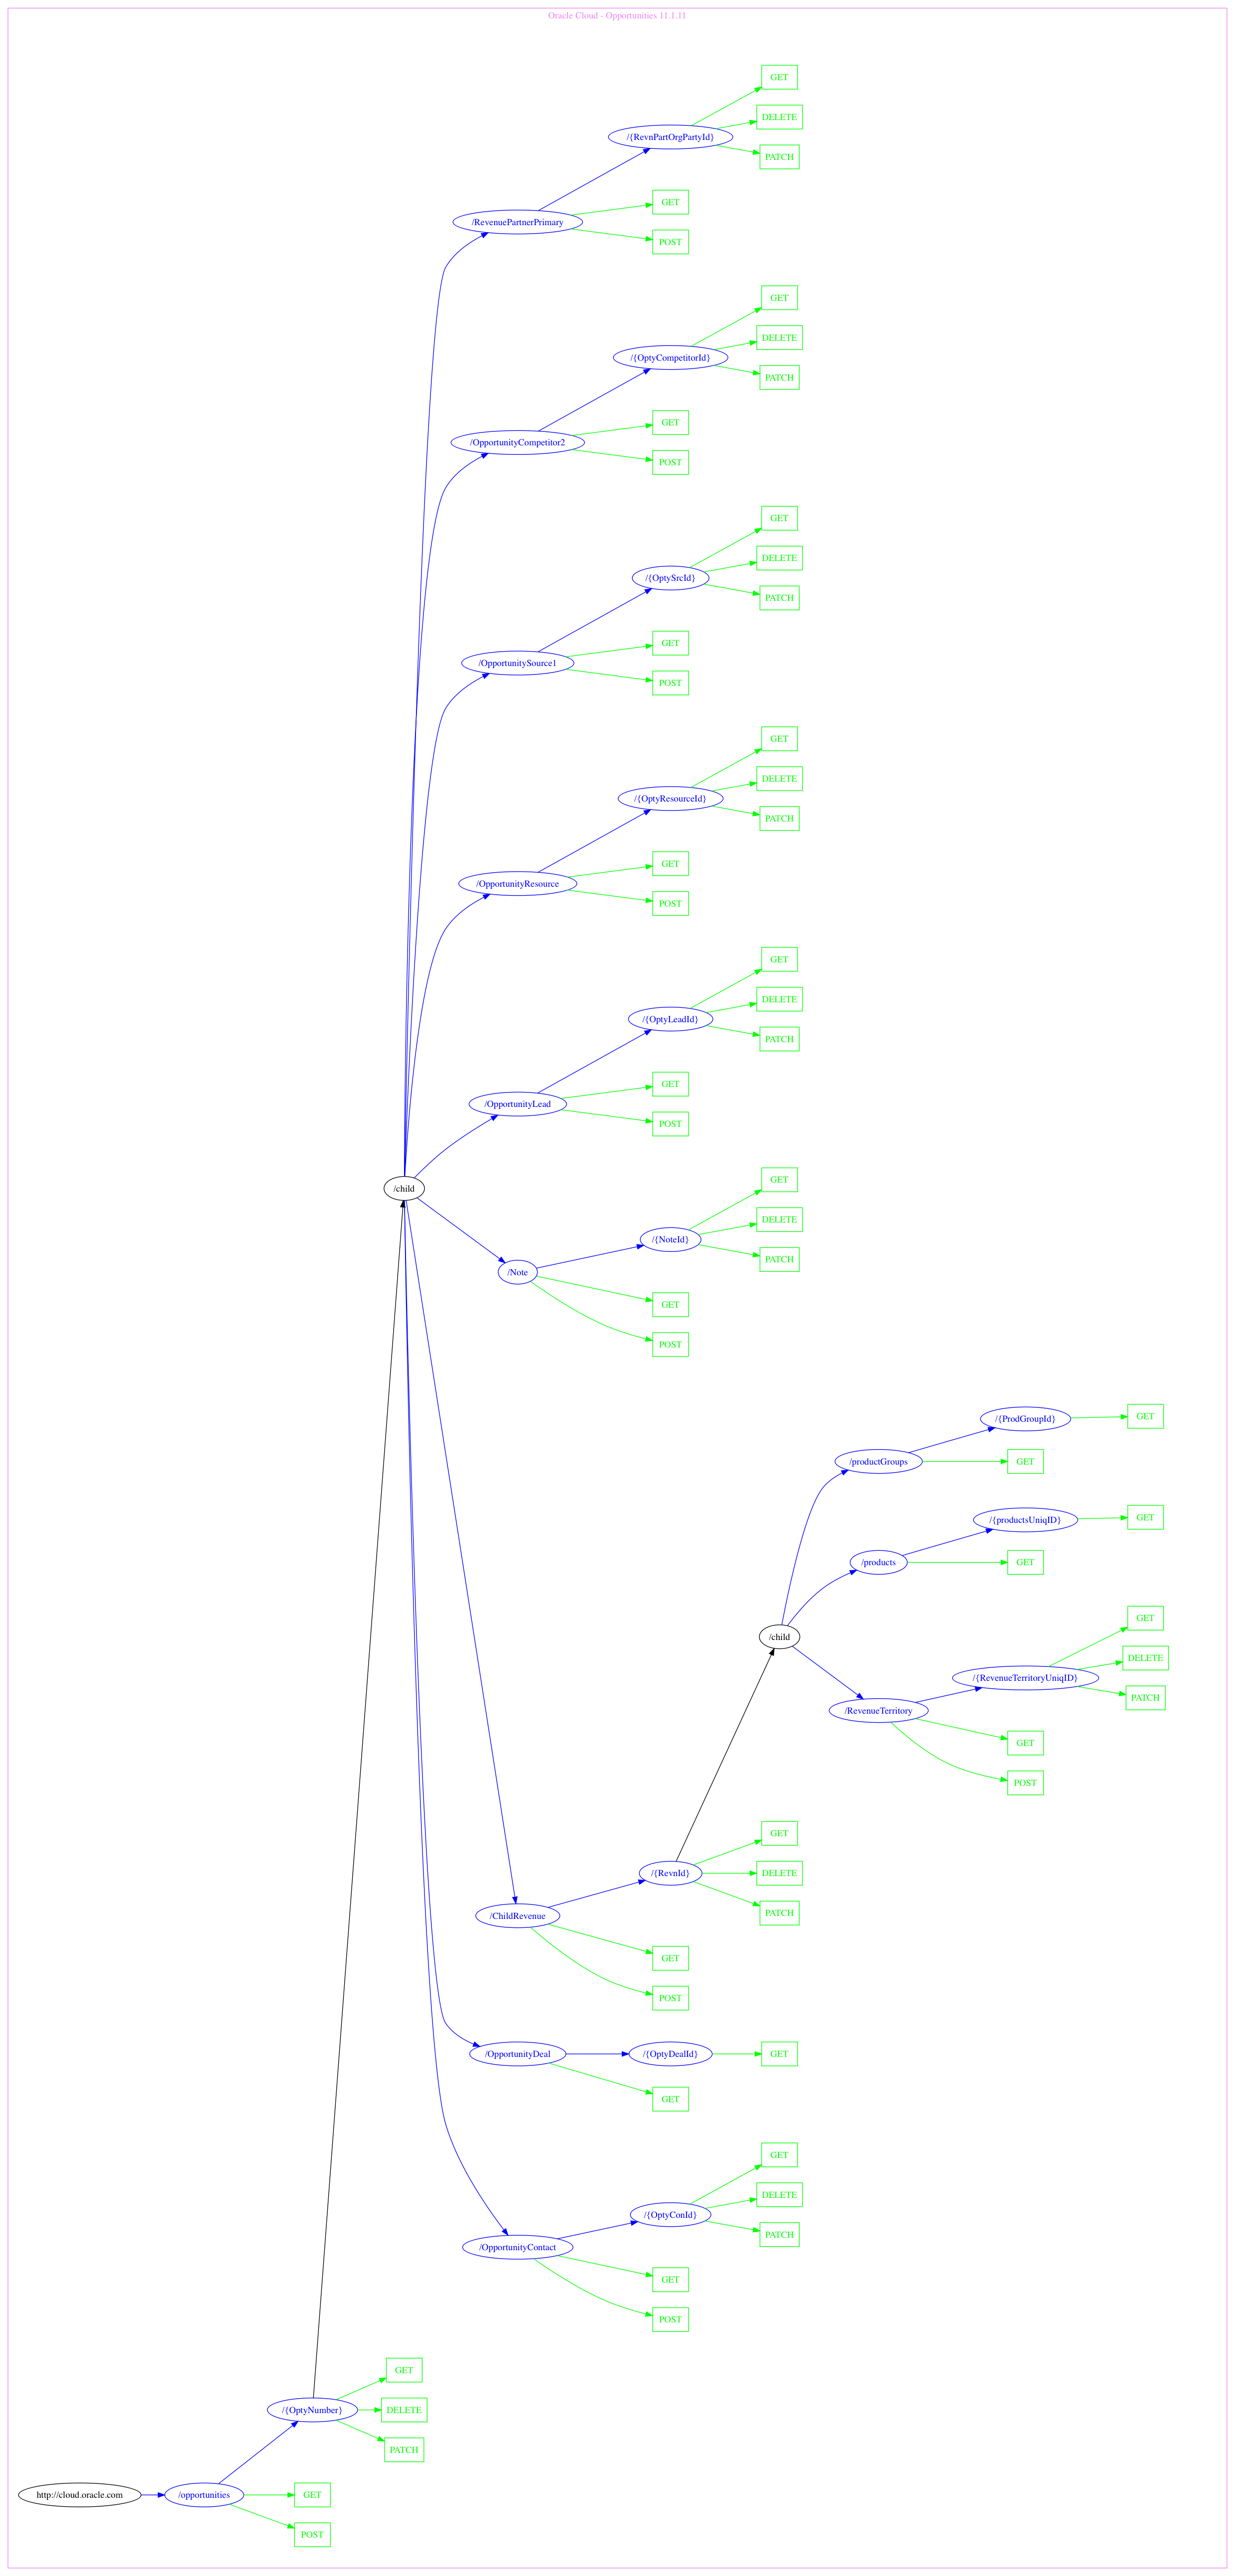 Oracle Cloud - Opportunities 11.1.11
GET
/{RevnPartOrgPartyId}
DELETE
PATCH
/RevenuePartnerPrimary
GET
POST
GET
/{OptyCompetitorId}
DELETE
PATCH
/OpportunityCompetitor2
GET
POST
GET
/{OptySrcId}
DELETE
PATCH
/OpportunitySource1
GET
POST
GET
/{OptyResourceId}
DELETE
PATCH
/OpportunityResource
GET
POST
GET
/{OptyLeadId}
DELETE
PATCH
/OpportunityLead
GET
POST
/child
GET
/{NoteId}
DELETE
PATCH
/Note
GET
POST
/{ProdGroupId}
GET
/productGroups
GET
/{productsUniqID}
GET
/products
GET
/child
GET
/{RevenueTerritoryUniqID}
DELETE
PATCH
/RevenueTerritory
GET
POST
GET
/{RevnId}
DELETE
PATCH
/ChildRevenue
GET
POST
/OpportunityDeal
/{OptyDealId}
GET
GET
GET
/{OptyConId}
DELETE
PATCH
/OpportunityContact
GET
POST
GET
/{OptyNumber}
DELETE
PATCH
http://cloud.oracle.com
/opportunities
GET
POST